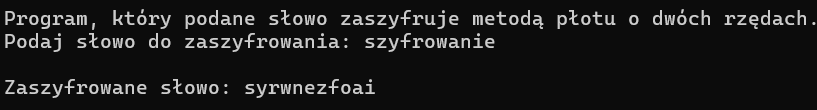 Program, który podane słowo zaszyfruje metodą płotu o dwóch rzędach.
Podaj słowo do zaszyfrowania: szyfrowanie
Zaszyfrowane słowo: syrwnezfoai